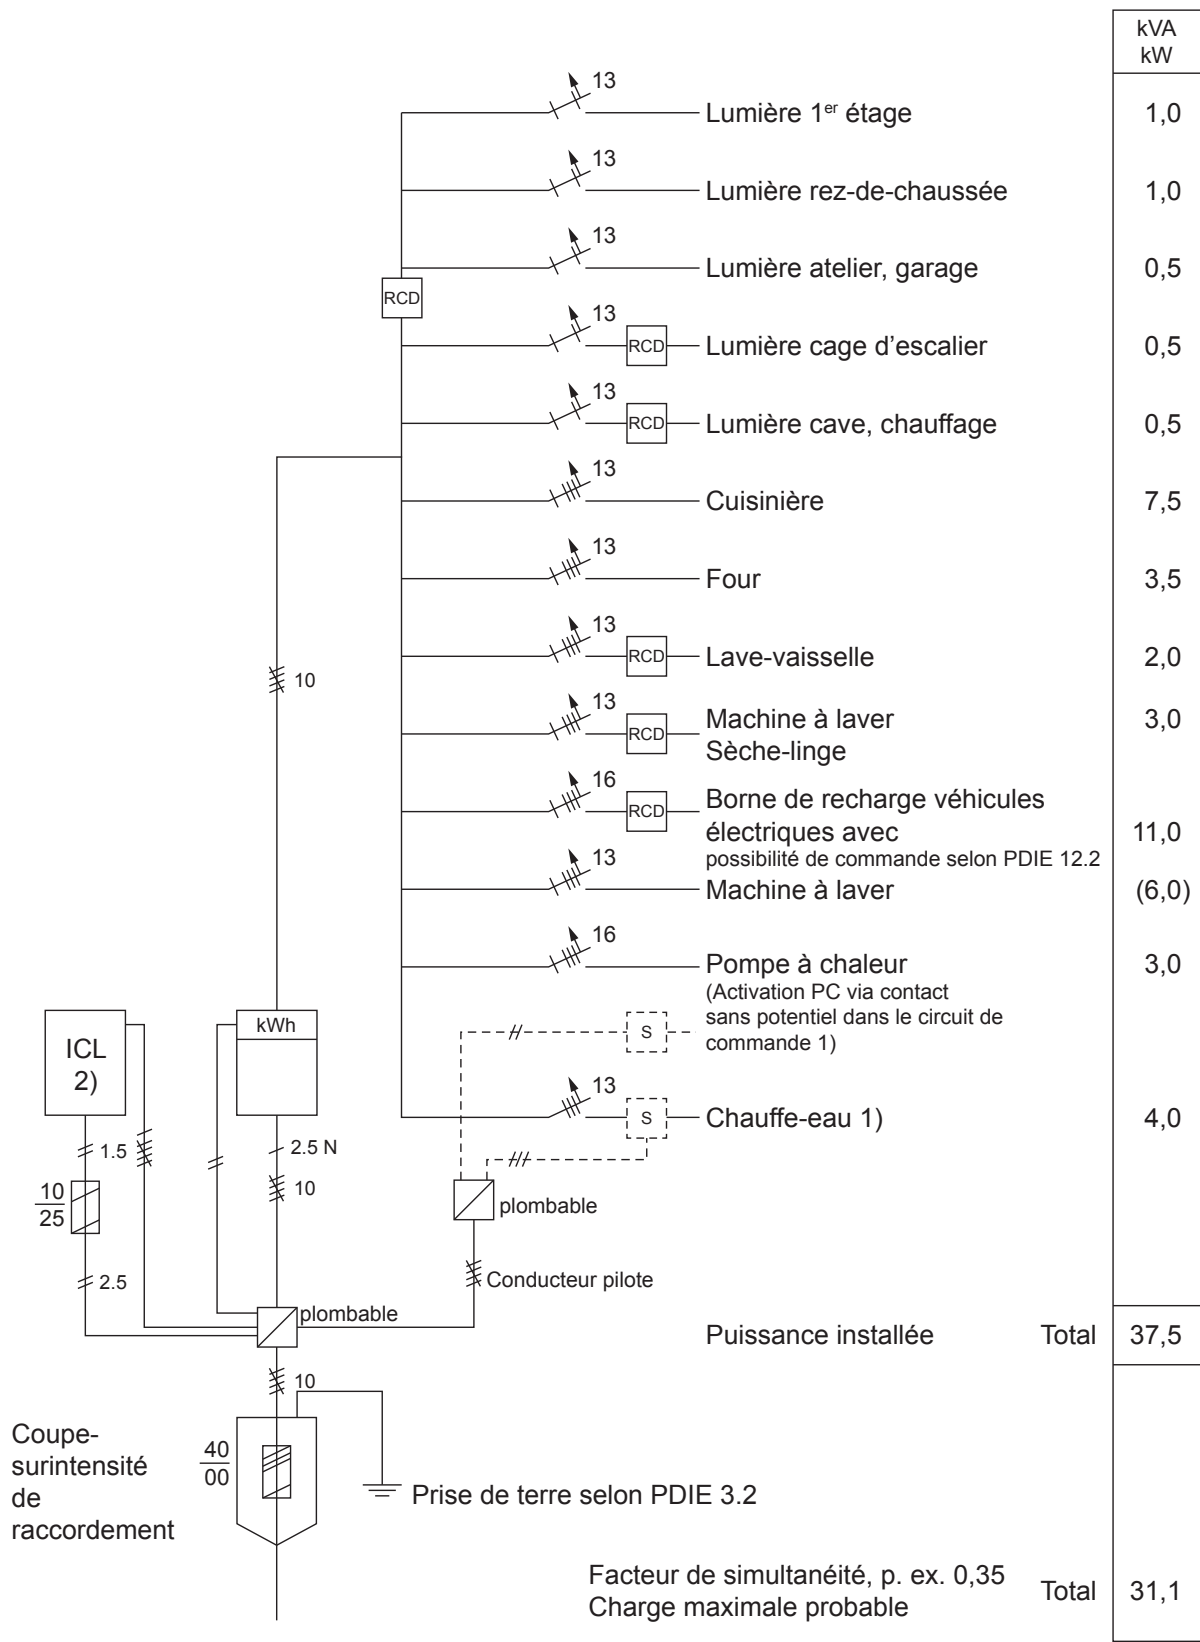 kVA
kW
13
Lumière 1er étage 1,0
13
Lumière rez-de-chaussée 1,0
13
Lumière atelier, garage 0,5
RCD
13
RCD Lumière cage d'escalier 0,5
13
RCD Lumière cave, chauffage 0,5
13
Cuisinière 7,5
13
Four 3,5
13
RCD Lave-vaisselle 2,0
10
13
RCD Machine à laver 3,0
Sèche-linge
16
RCD Borne de recharge véhicules
électriques avec 11,0
possibilité de commande selon PDIE 12.2
13
Machine à laver (6,0)
16
Pompe à chaleur 3,0
(Activation PC via contact
sans potentiel dans le circuit de
commande 1)
S
ICL
2)
kWh
13
S Chauffe-eau 1) 4,0
1.5
2.5 N
10
10
25
plombable
2.5
Conducteur pilote
plombable
Puissance installée Total 37,5
10
Coupe-
surintensité
de
raccordement
40
00
Prise de terre selon PDIE 3.2
Facteur de simultanéité, p. ex. 0,35
Charge maximale probable Total 31,1